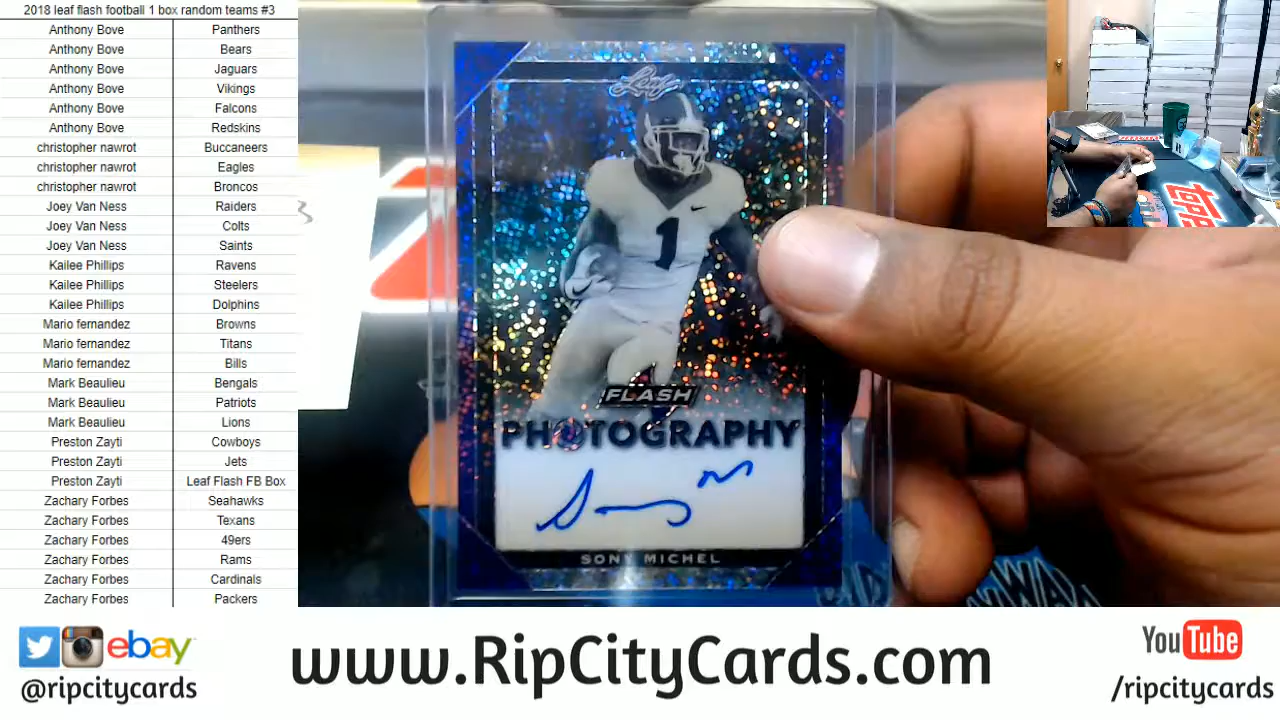 2018 leaf flash football 1 box random teams #3
Anthony Bove Panthers
Anthony Bove Bears
Anthony Bove Jaguars
Anthony Bove Vikings
Anthony Bove Falcons
Anthony Bove Redskins
christopher nawrot Buccaneers
christopher nawrot Eagles
christopher nawrot Broncos
Joey Van Ness Raiders
Joey Van Ness Colts
Joey Van Ness Saints
Kailee Phillips Ravens
Kailee Phillips Steelers
Kailee Phillips Dolphins
Mario fernandez Browns
Mario fernandez Titans
Mario fernandez Bills
Mark Beaulieu Bengals
Mark Beaulieu Patriots
Mark Beaulieu Lions
Preston Zayti Cowboys
Preston Zayti Jets
Preston Zayti Leaf Flash FB Box
Zachary Forbes Seahawks
Zachary Forbes Texans
Zachary Forbes 49ers
Zachary Forbes Rams
Zachary Forbes Cardinals
Zachary Forbes Packers
Leaf
1
FLASH
PHOTOGRAPHY
SONY MICHEL
topps
ebay
@ripcitycards
www.RipCityCards.com
YouTube
/ripcitycards